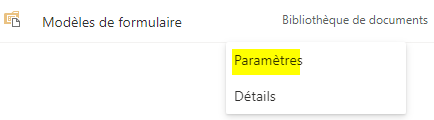 Modèles de formulaire
Bibliothèque de documents
Paramètres
Détails